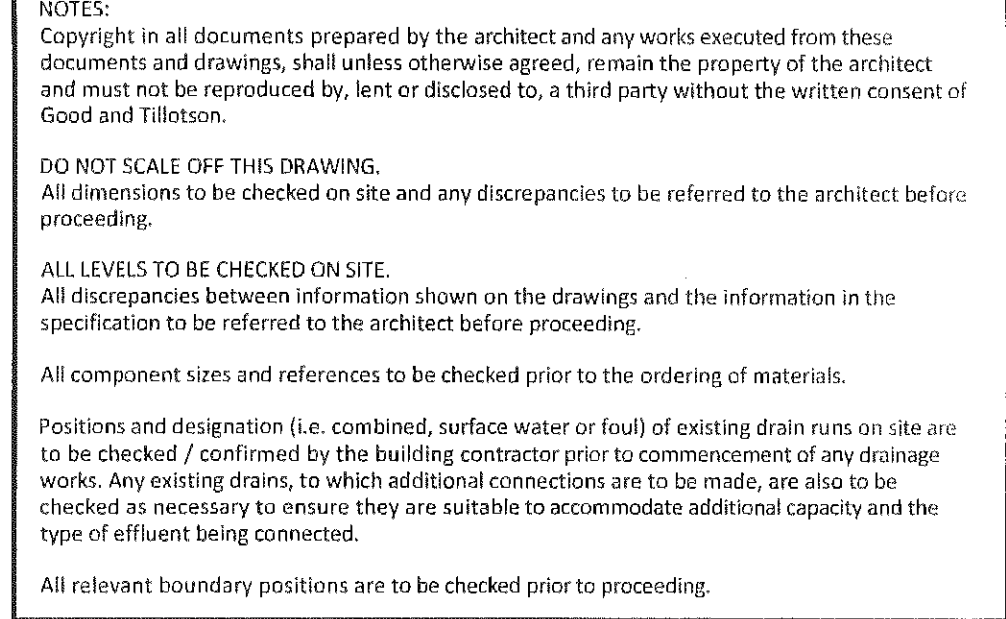 NOTES:
Copyright in all documents prepared by the architect and any works executed from these
documents and drawings, shall unless otherwise agreed, remain the property of the architect
and must not be reproduced by, lent or disclosed to, a third party without the written consent of
Good and Tillotson.
DO NOT SCALE OFF THIS DRAWING.
All dimensions to be checked on site and any discrepancies to be referred to the architect before
proceeding.
ALL LEVELS TO BE CHECKED ON SITE.
All discrepancies between information shown on the drawings and the information in the
specification to be referred to the architect before proceeding.
All component sizes and references to be checked prior to the ordering of materials.
Positions and designation (i.e. combined, surface water or foul) of existing drain runs on site are
to be checked / confirmed by the building contractor prior to commencement of any drainage
works. Any existing drains, to which additional connections are to be made, are also to be
checked as necessary to ensure they are suitable to accommodate additional capacity and the
type of effluent being connected.
All relevant boundary positions are to be checked prior to proceeding.